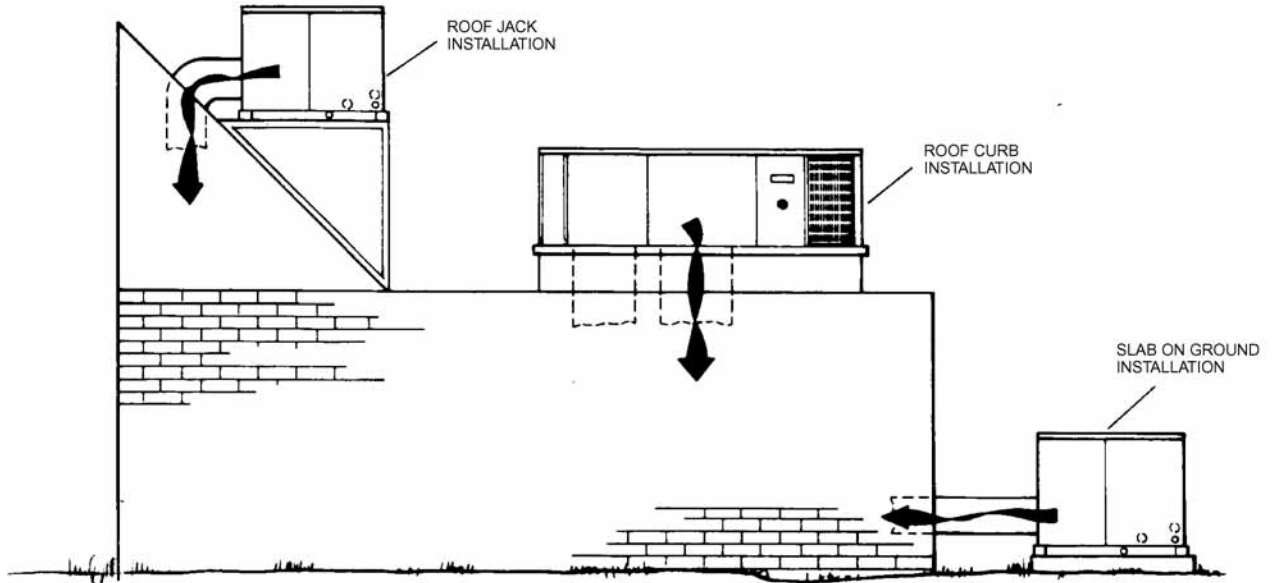 ROOF JACK
INSTALLATION
ROOF CURB
INSTALLATION
SLAB ON GROUND
INSTALLATION